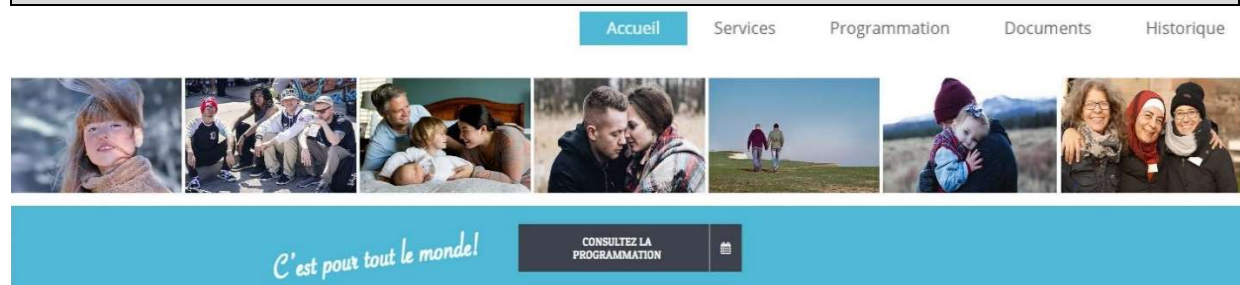 Accueil Services Programmation Documents Historique
C'est pour tout le monde!
CONSULTEZ LA
PROGRAMMATION